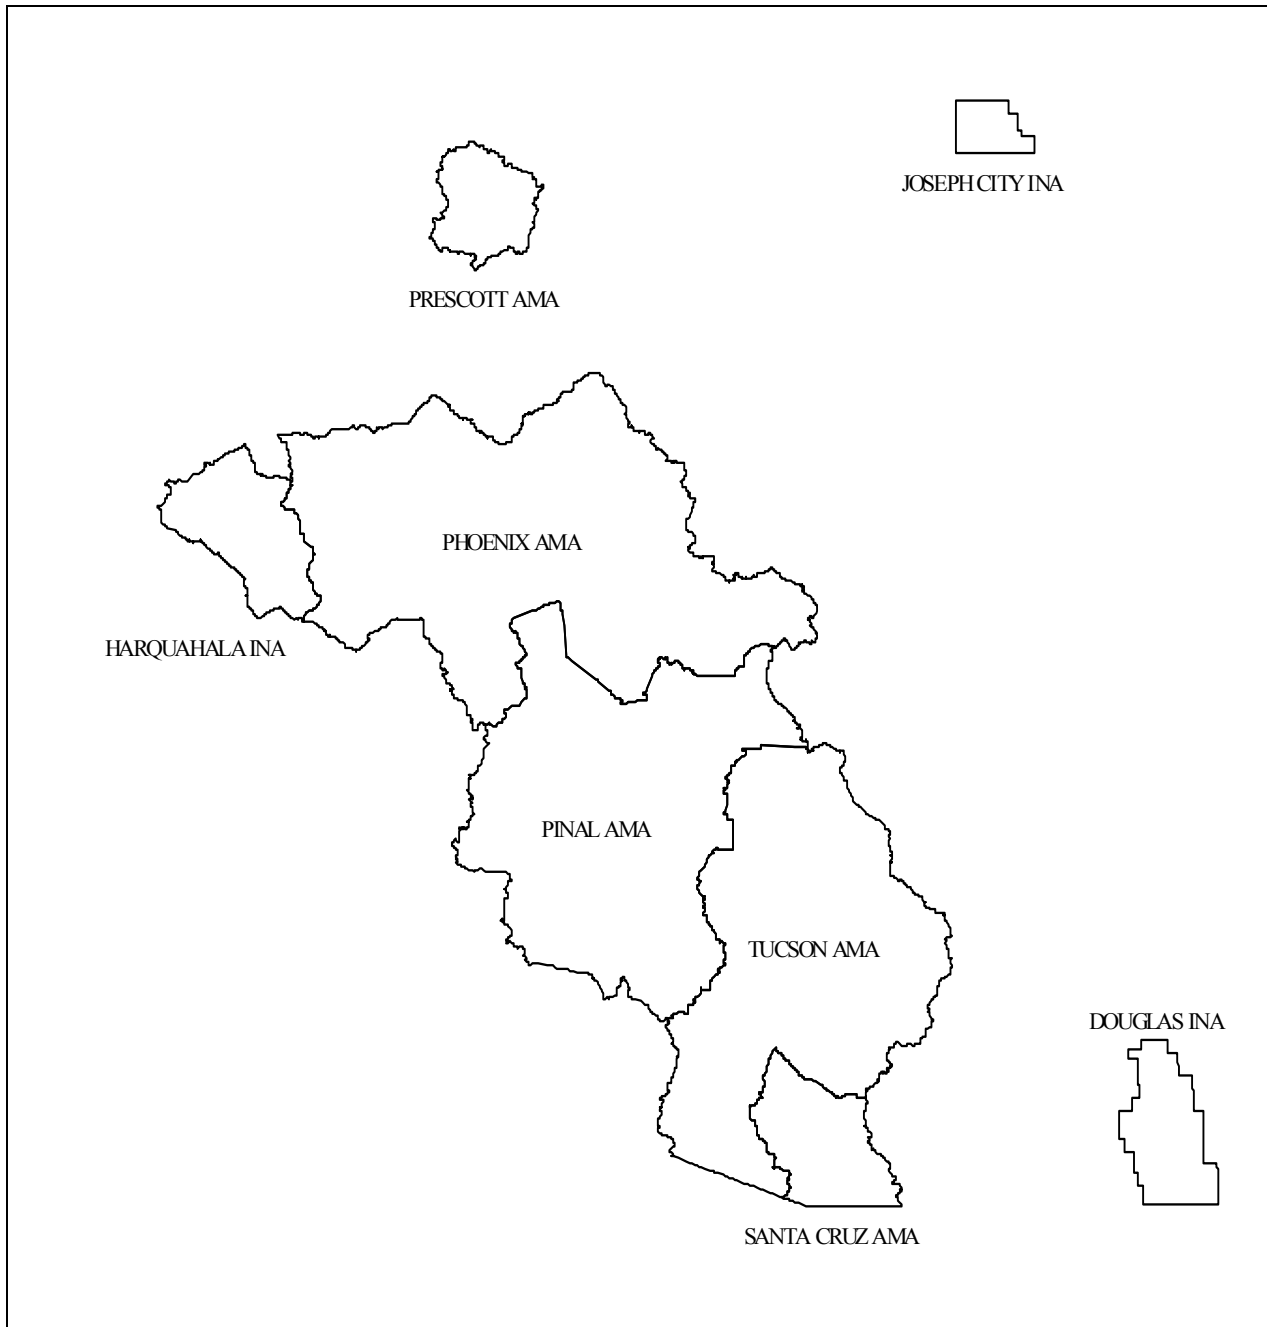 JOSEPH CITY INA
PRESCOTT AMA
PHOENIX AMA
HARQUAHALA INA
PINAL AMA
TUCSON AMA
DOUGLAS INA
SANTA CRUZ AMA